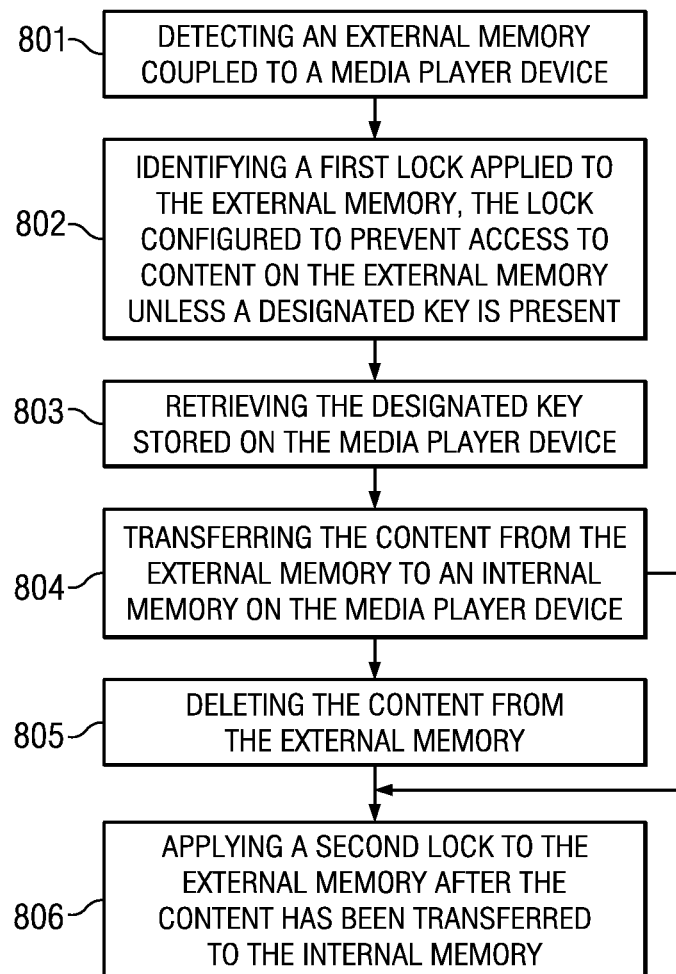 801
DETECTING AN EXTERNAL MEMORY
COUPLED TO A MEDIA PLAYER DEVICE
802
IDENTIFYING A FIRST LOCK APPLIED TO
THE EXTERNAL MEMORY, THE LOCK
CONFIGURED TO PREVENT ACCESS TO
CONTENT ON THE EXTERNAL MEMORY
UNLESS A DESIGNATED KEY IS PRESENT
803
RETRIEVING THE DESIGNATED KEY
STORED ON THE MEDIA PLAYER DEVICE
804
TRANSFERRING THE CONTENT FROM THE
EXTERNAL MEMORY TO AN INTERNAL
MEMORY ON THE MEDIA PLAYER DEVICE
805
DELETING THE CONTENT FROM
THE EXTERNAL MEMORY
806
APPLYING A SECOND LOCK TO THE
EXTERNAL MEMORY AFTER THE
CONTENT HAS BEEN TRANSFERRED
TO THE INTERNAL MEMORY